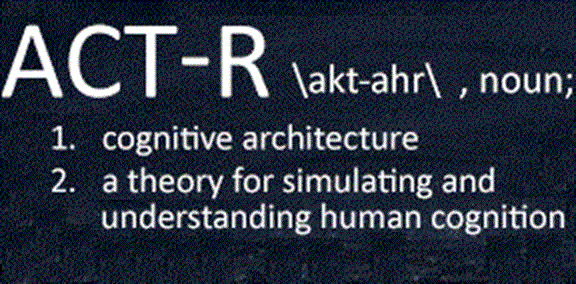 ACT-R \akt-ahr\ , noun;
1. cognitive architecture
2. a theory for simulating and
understanding human cognition